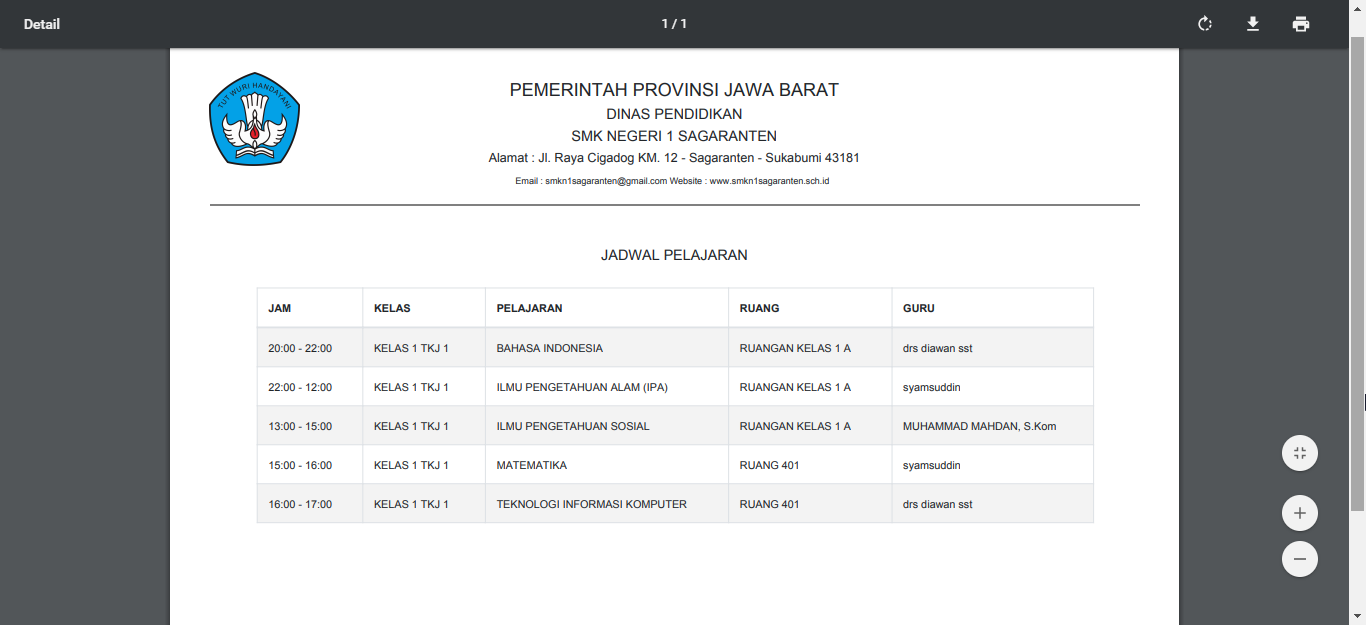 Detail
1 / 1
TUT WURI HANDAYANI
PEMERINTAH PROVINSI JAWA BARAT
DINAS PENDIDIKAN
SMK NEGERI 1 SAGARANTEN
Alamat : Jl. Raya Cigadog KM. 12 - Sagaranten - Sukabumi 43181
Email : smkn1sagaranten@gmail.com Website : www.smkn1sagaranten.sch.id
JADWAL PELAJARAN
JAM KELAS PELAJARAN RUANG GURU
20:00 - 22:00 KELAS 1 TKJ 1 BAHASA INDONESIA RUANGAN KELAS 1 A drs diawan sst
22:00 - 12:00 KELAS 1 TKJ 1 ILMU PENGETAHUAN ALAM (IPA) RUANGAN KELAS 1 A syamsuddin
13:00 - 15:00 KELAS 1 TKJ 1 ILMU PENGETAHUAN SOSIAL RUANGAN KELAS 1 A MUHAMMAD MAHDAN, S.Kom
15:00 - 16:00 KELAS 1 TKJ 1 MATEMATIKA RUANG 401 syamsuddin
16:00 - 17:00 KELAS 1 TKJ 1 TEKNOLOGI INFORMASI KOMPUTER RUANG 401 drs diawan sst